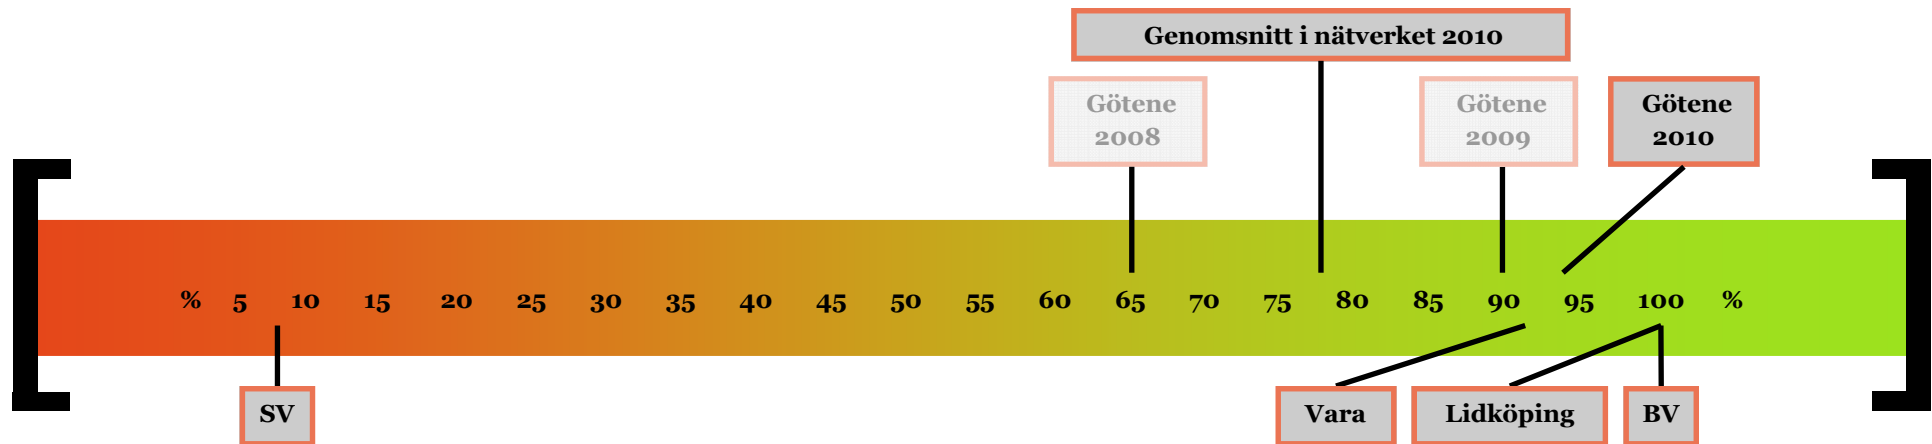 Genomsnitt i nätverket 2010
Götene
2008
Götene
2009
Götene
2010
% 5 10 15 20 25 30 35 40 45 50 55 60 65 70 75 80 85 90 95 100 %
SV
Vara
Lidköping
BV